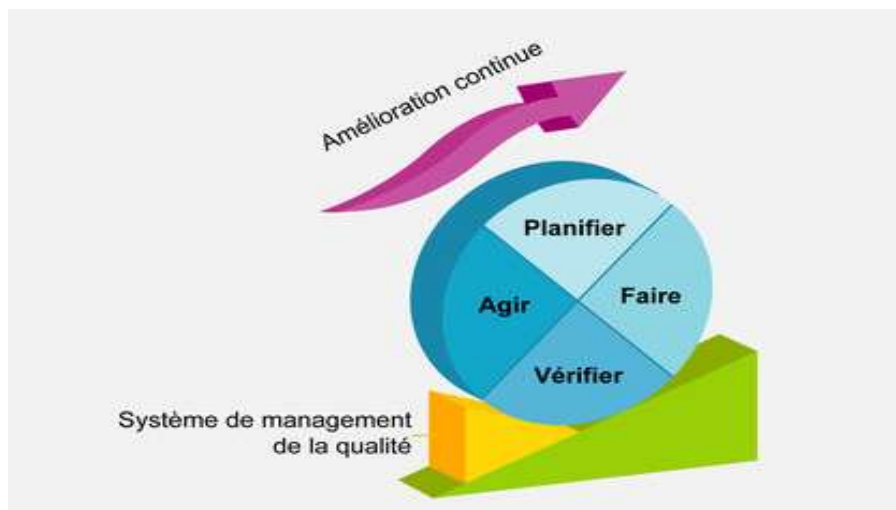 Amélioration continue
Planifier
Agir
Faire
Vérifier
Système de management
de la qualité